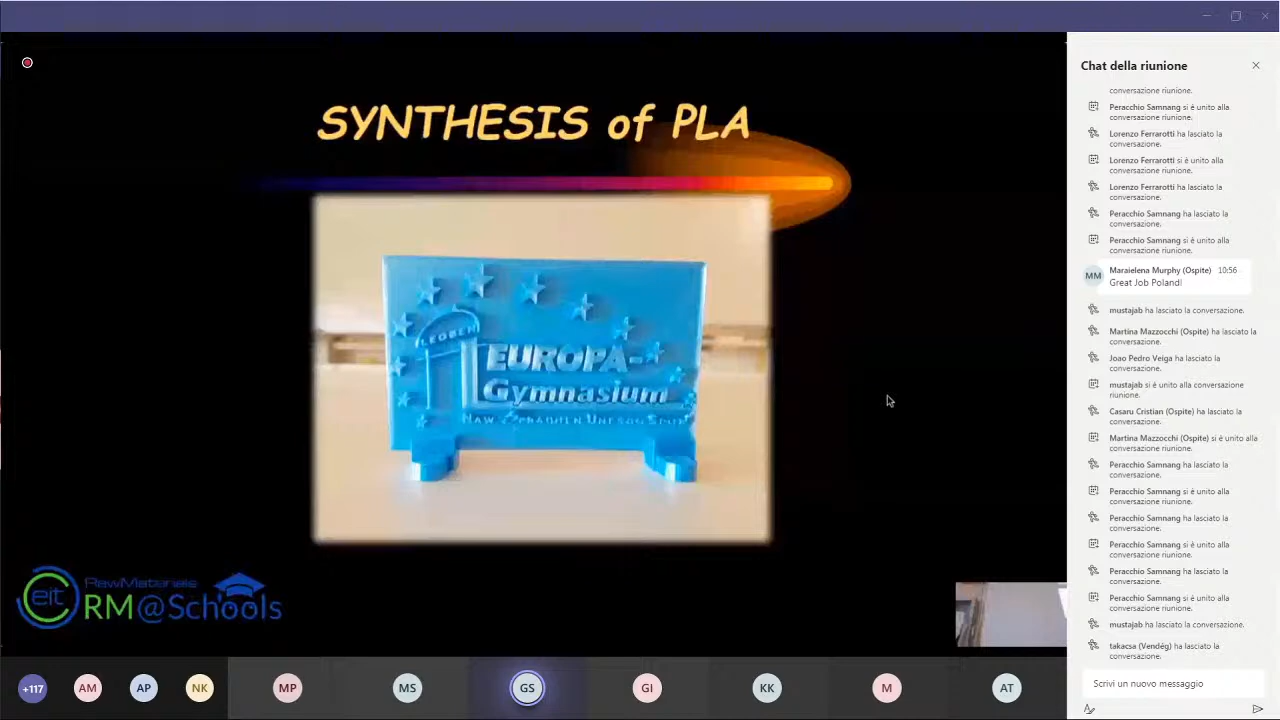 SYNTHESIS of PLA
LEOBEN
EUROPA-
Gymnasium
eit RawMaterials
RM@Schools
+117
AM
AP
NK
MP
MS
GS
GI
KK
M
AT
Chat della riunione
conversazione riunione.
Peracchio Samnang si è unito alla
conversazione riunione.
Lorenzo Ferrarotti ha lasciato la
conversazione.
Lorenzo Ferrarotti si è unito alla
conversazione riunione.
Lorenzo Ferrarotti ha lasciato la
conversazione.
Peracchio Samnang ha lasciato la
conversazione.
Peracchio Samnang si è unito alla
conversazione riunione.
MM
Maraielena Murphy (Ospite) 10:56
Great Job Poland!
mustajab ha lasciato la conversazione.
Martina Mazzocchi (Ospite) ha lasciato la
conversazione.
Joao Pedro Veiga ha lasciato la
conversazione.
mustajab si è unito alla conversazione
riunione.
Casaru Cristian (Ospite) ha lasciato la
conversazione.
Martina Mazzocchi (Ospite) si è unito alla
conversazione riunione.
Peracchio Samnang ha lasciato la
conversazione.
Peracchio Samnang si è unito alla
conversazione riunione.
Peracchio Samnang ha lasciato la
conversazione.
Peracchio Samnang si è unito alla
conversazione riunione.
Peracchio Samnang ha lasciato la
conversazione.
Peracchio Samnang si è unito alla
conversazione riunione.
mustajab ha lasciato la conversazione.
takacsa (Vendég) ha lasciato la
conversazione.
Scrivi un nuovo messaggio